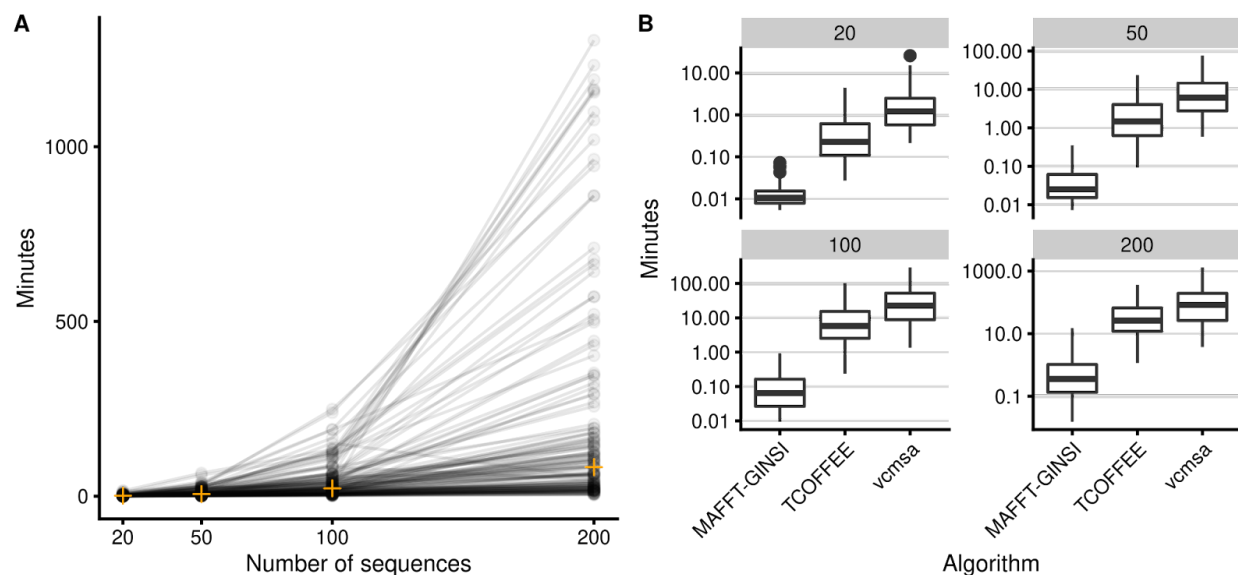 A
Minutes
1000
500
0
20 50 100 200
Number of sequences
B
Minutes
20
10.00
1.00
0.10
0.01
50
100.00
10.00
1.00
0.10
0.01
100
100.00
10.00
1.00
0.10
0.01
200
1000.0
10.0
0.1
MAFFT-GINSI
TCOFFEE
vcmsa
MAFFT-GINSI
TCOFFEE
vcmsa
Algorithm